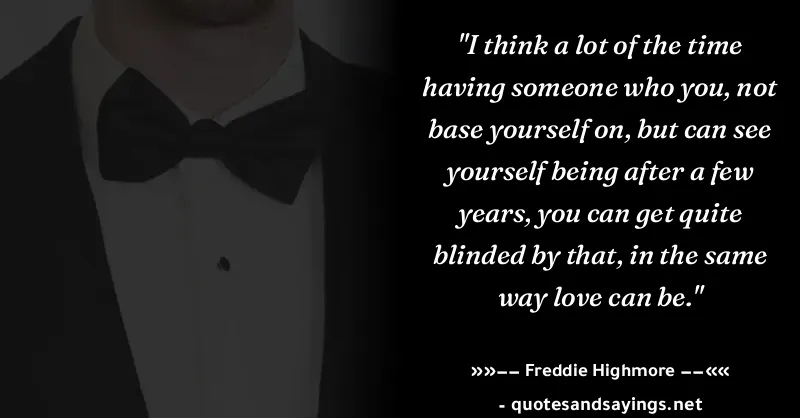 "I think a lot of the time
having someone who you, not
base yourself on, but can see
yourself being after a few
years, you can get quite
blinded by that, in the same
way love can be."
»»−− Freddie Highmore −−««
- quotesandsayings.net